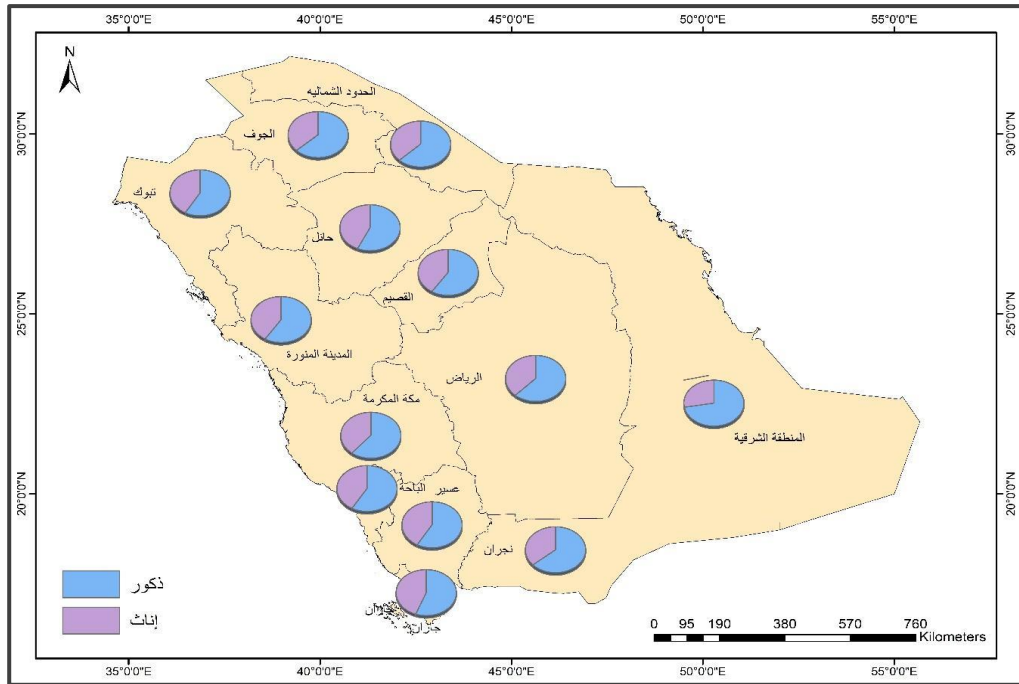 35°0'0"E 40°0'0"E 45°0'0"E 50°0'0"E 55°0'0"E
N
الحدود الشماليه
30°0'0"N الجوف 30°0'0"N
تبوك
حائل
القصيم
25°0'0"N 25°0'0"N
المدينة المنورة
الرياض
مكة المكرمة
المنطقة الشرقية
20°0'0"N الباحة عسير 20°0'0"N
نجران
ذكور
إناث
جازان
جازان
0 95 190 380 570 760
Kilometers
35°0'0"E 40°0'0"E 45°0'0"E 50°0'0"E 55°0'0"E